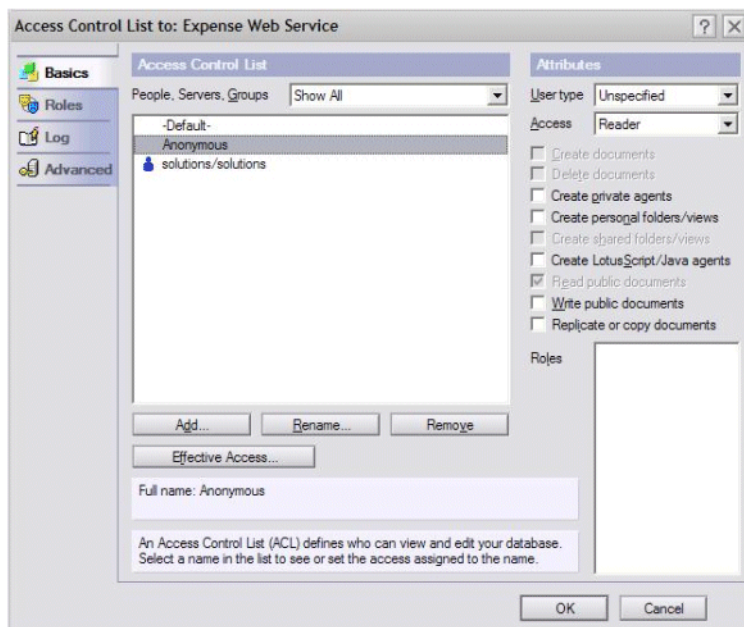 Access Control List to: Expense Web Service
Basics
Roles
Log
Advanced
Access Control List
People, Servers, Groups Show All
-Default-
Anonymous
solutions/solutions
Add... Rename... Remove
Effective Access...
Full name: Anonymous
An Access Control List (ACL) defines who can view and edit your database.
Select a name in the list to see or set the access assigned to the name.
Attributes
User type Unspecified
Access Reader
Create documents
Delete documents
Create private agents
Create personal folders/views
Create shared folders/views
Create LotusScript/Java agents
Read public documents
Write public documents
Replicate or copy documents
Roles
OK Cancel